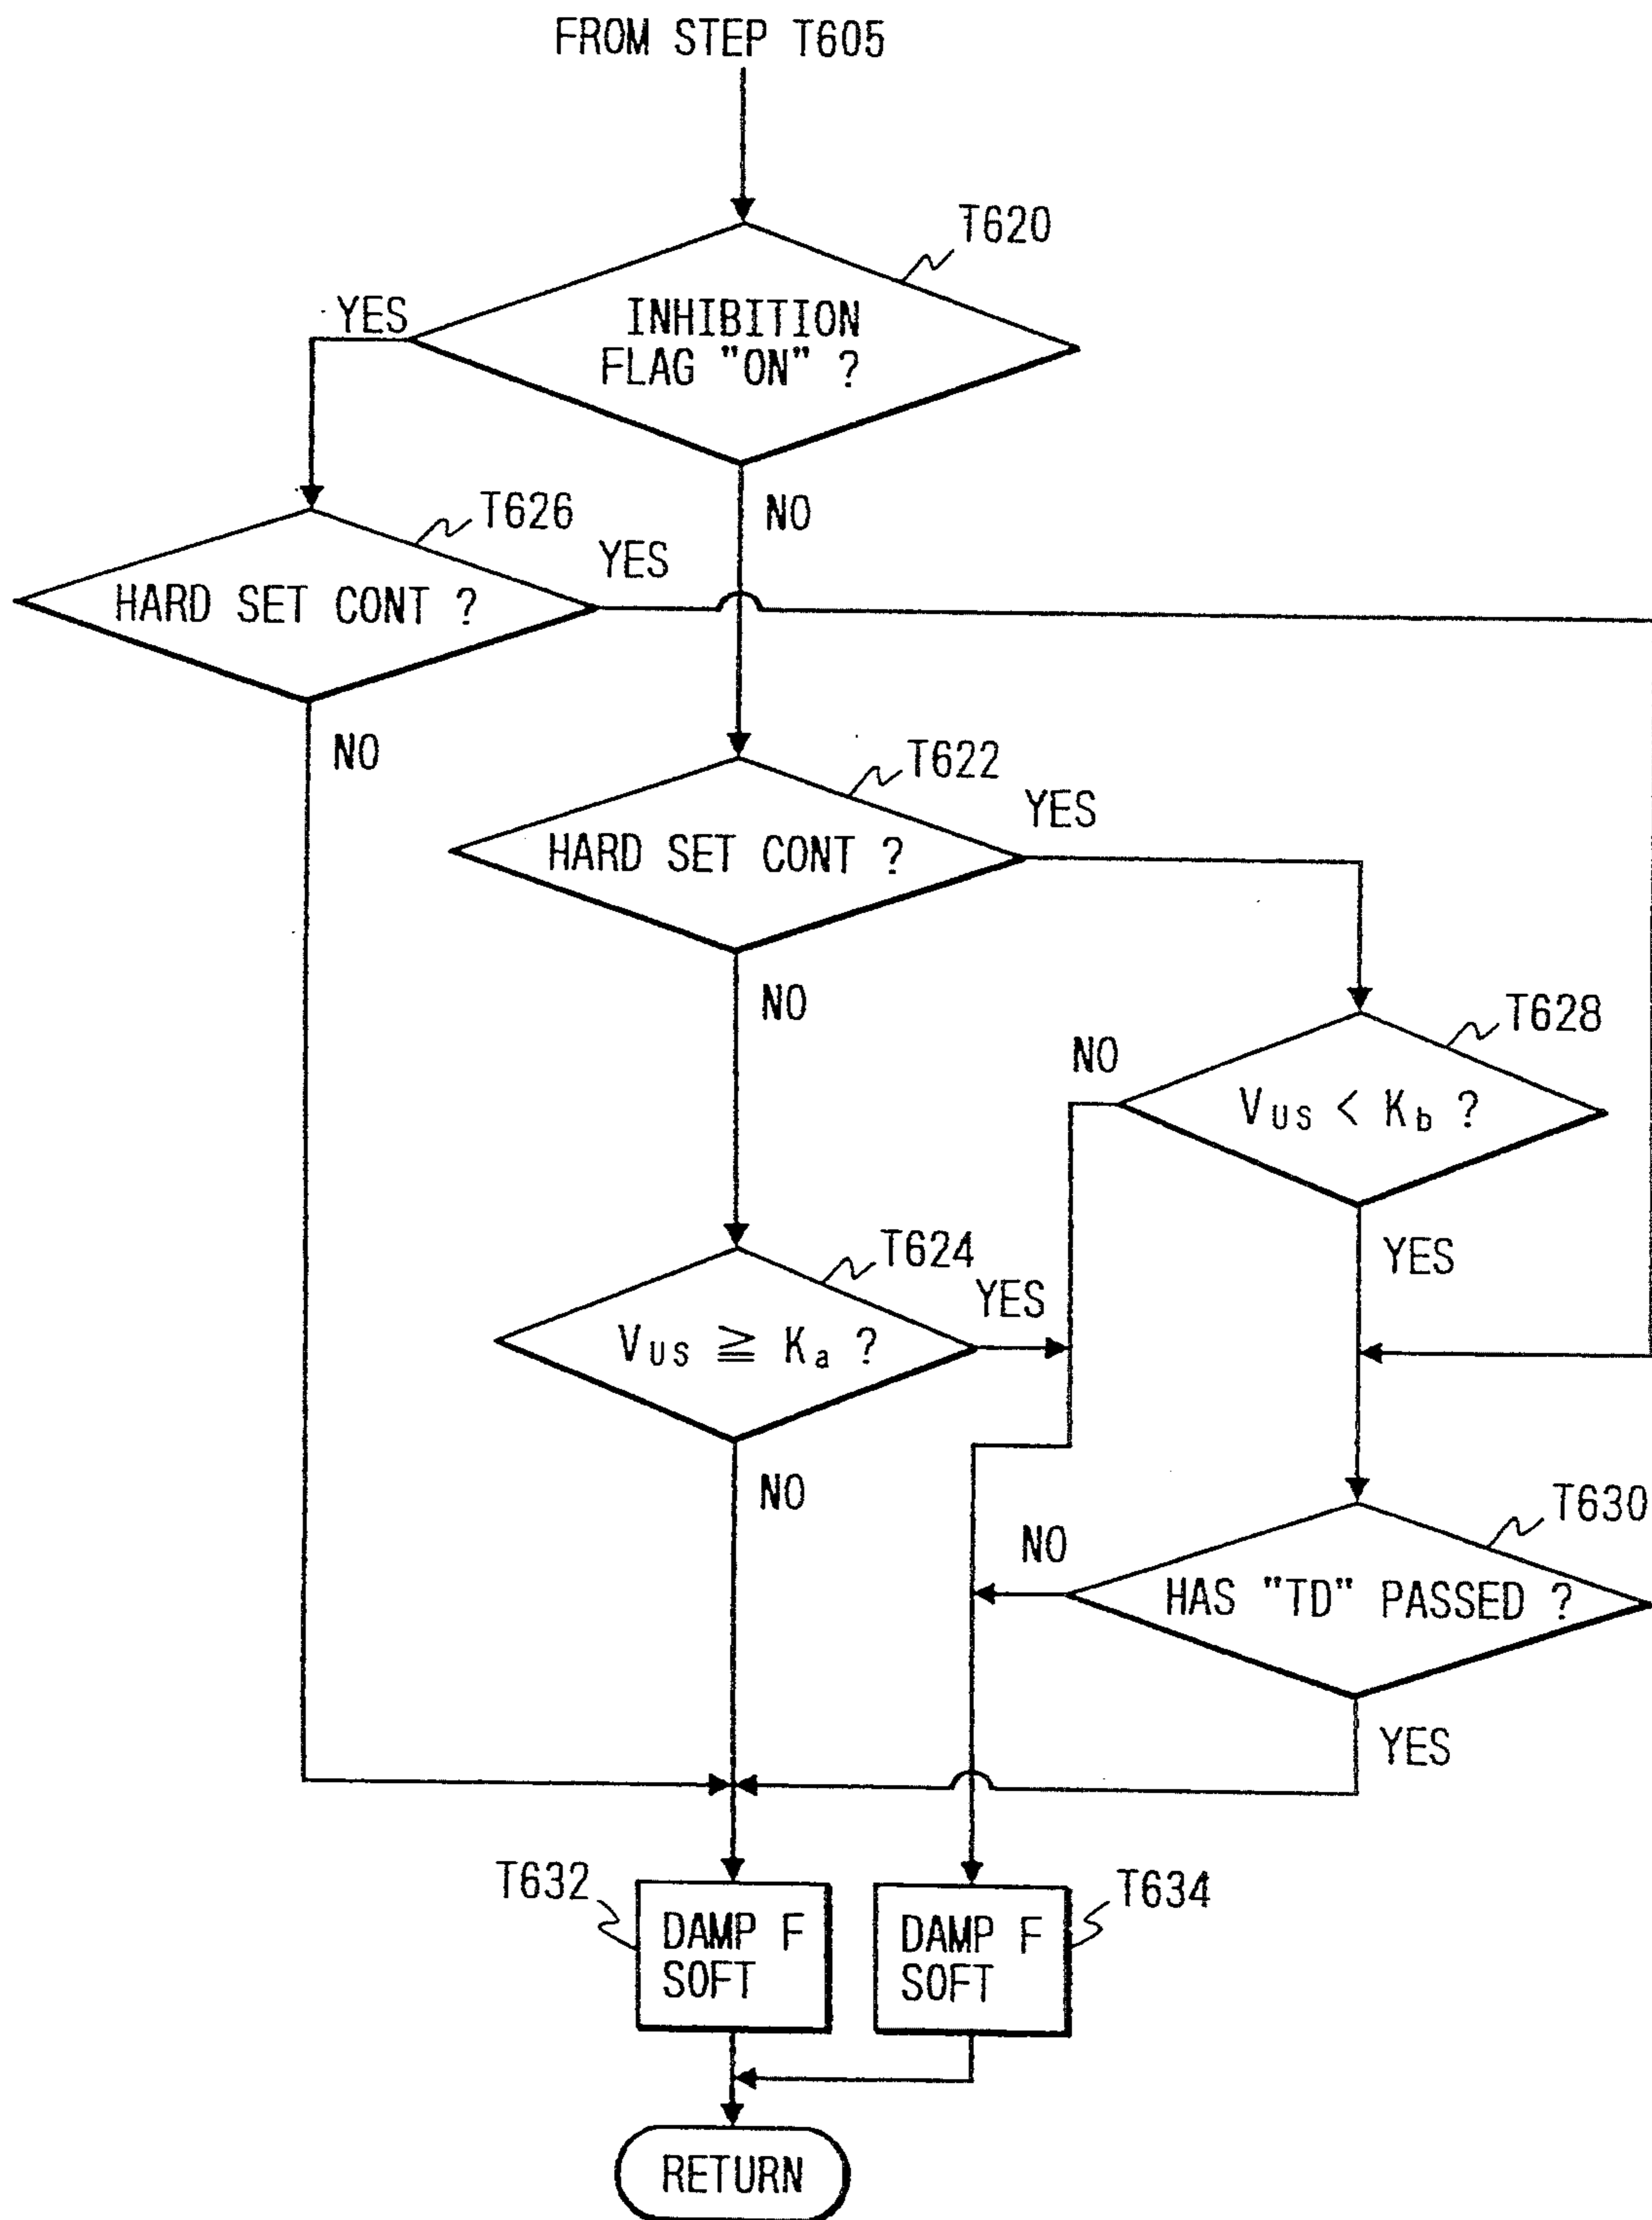 FROM STEP T605
T620
YES
INHIBITION
FLAG "ON" ?
NO
T626
YES
HARD SET CONT ?
NO
T622
YES
HARD SET CONT ?
NO
T628
NO
VUS < Kb ?
YES
T624
YES
VUS ≧ Ka ?
NO
T630
NO
HAS "TD" PASSED ?
YES
T632
DAMP F
SOFT
T634
DAMP F
SOFT
RETURN